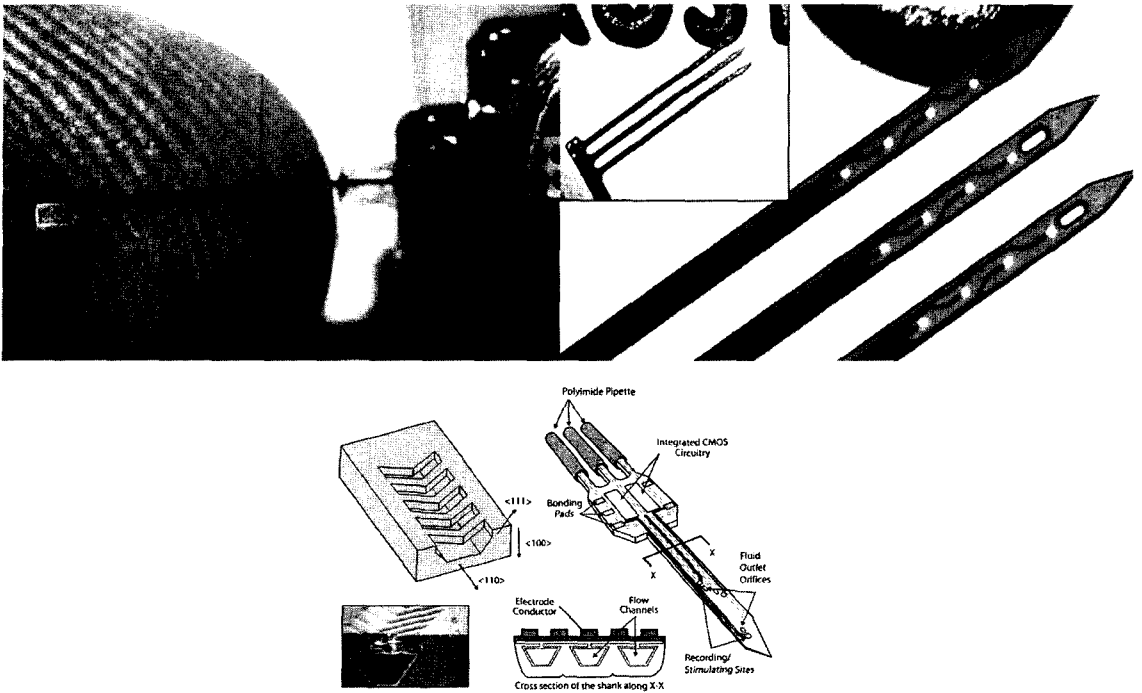 Polyimide Pipette
Integrated CMOS
Circuitry
Bonding
Pads
<111>
<100>
<110>
X
X
Fluid
Outlet
Orifices
Electrode
Conductor
Flow
Channels
Recording/
Stimulating Sites
Cross section of the shank along X-X